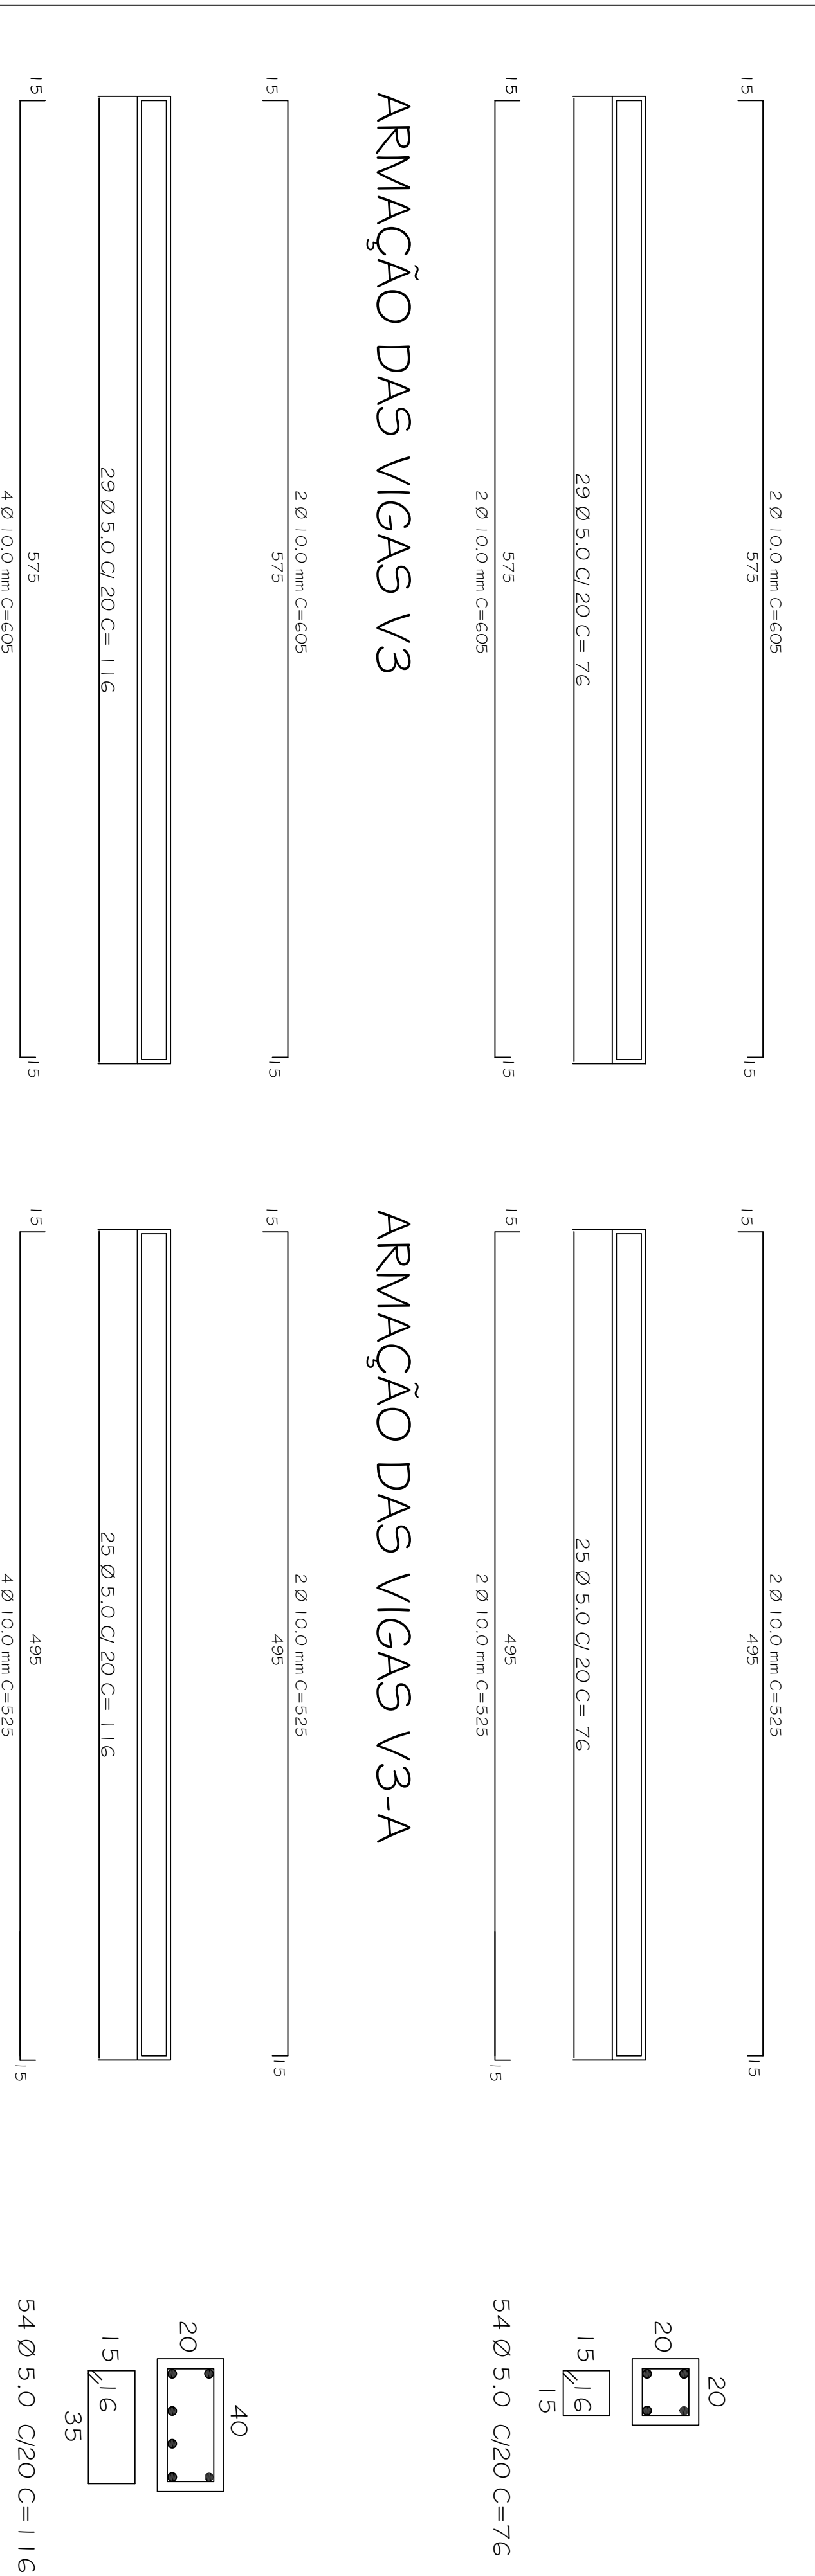 2 Ø 10.0 mm C=605
15
575
15
2 Ø 10.0 mm C=525
15
495
15
20
20
29 Ø 5.0 C/ 20 C= 76
25 Ø 5.0 C/ 20 C= 76
15
16
15
15
575
15
2 Ø 10.0 mm C=605
15
495
15
2 Ø 10.0 mm C=525
54 Ø 5.0 C/20 C=76
ARMAÇÃO DAS VIGAS V3
ARMAÇÃO DAS VIGAS V3-A
2 Ø 10.0 mm C=605
15
575
15
2 Ø 10.0 mm C=525
15
495
15
40
20
29 Ø 5.0 C/ 20 C= 116
25 Ø 5.0 C/ 20 C= 116
15
16
35
15
575
15
4 Ø 10.0 mm C=605
15
495
15
4 Ø 10.0 mm C=525
54 Ø 5.0 C/20 C=116